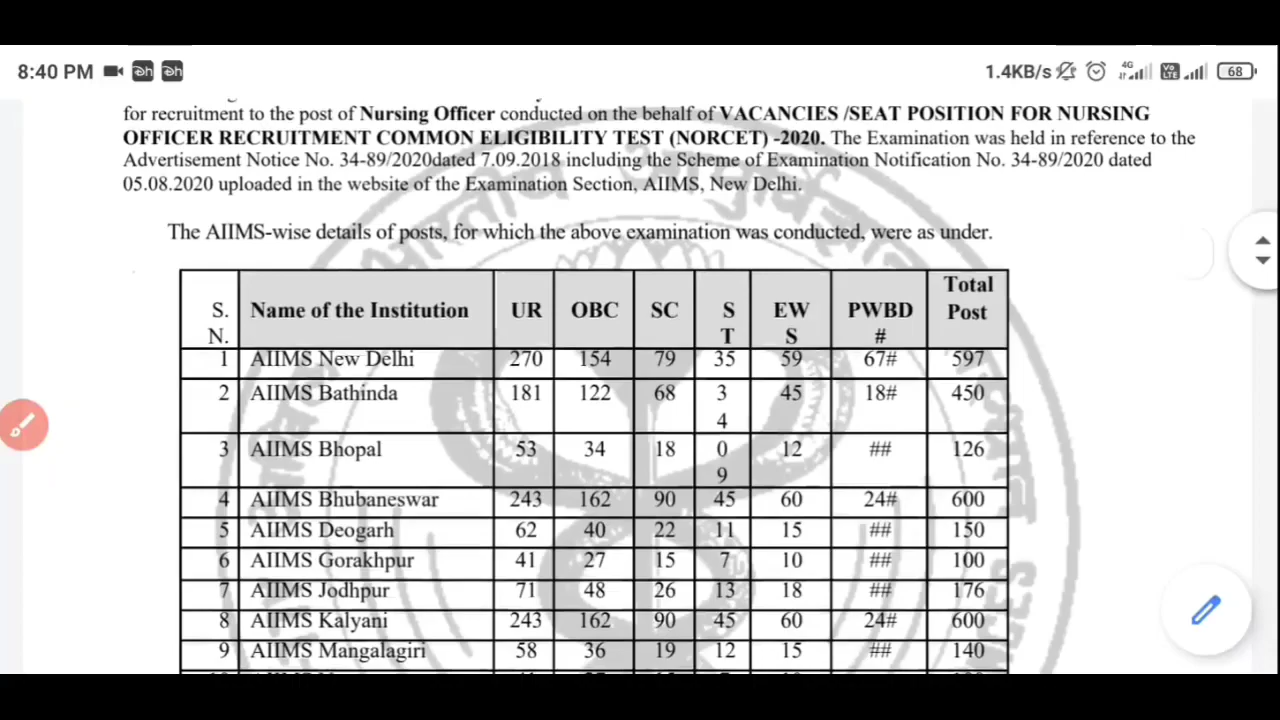 8:40 PM
1.4KB/s 4G Vo LTE 68
for recruitment to the post of Nursing Officer conducted on the behalf of VACANCIES /SEAT POSITION FOR NURSING
OFFICER RECRUITMENT COMMON ELIGIBILITY TEST (NORCET) -2020. The Examination was held in reference to the
Advertisement Notice No. 34-89/2020dated 7.09.2018 including the Scheme of Examination Notification No. 34-89/2020 dated
05.08.2020 uploaded in the website of the Examination Section, AIIMS, New Delhi.
The AIIMS-wise details of posts, for which the above examination was conducted, were as under.
S. N. Name of the Institution UR OBC SC S T EW S PWBD # Total Post
1 AIIMS New Delhi 270 154 79 35 59 67# 597
2 AIIMS Bathinda 181 122 68 3 4 45 18# 450
3 AIIMS Bhopal 53 34 18 0 9 12 ## 126
4 AIIMS Bhubaneswar 243 162 90 45 60 24# 600
5 AIIMS Deogarh 62 40 22 11 15 ## 150
6 AIIMS Gorakhpur 41 27 15 7 10 ## 100
7 AIIMS Jodhpur 71 48 26 13 18 ## 176
8 AIIMS Kalyani 243 162 90 45 60 24# 600
9 AIIMS Mangalagiri 58 36 19 12 15 ## 140